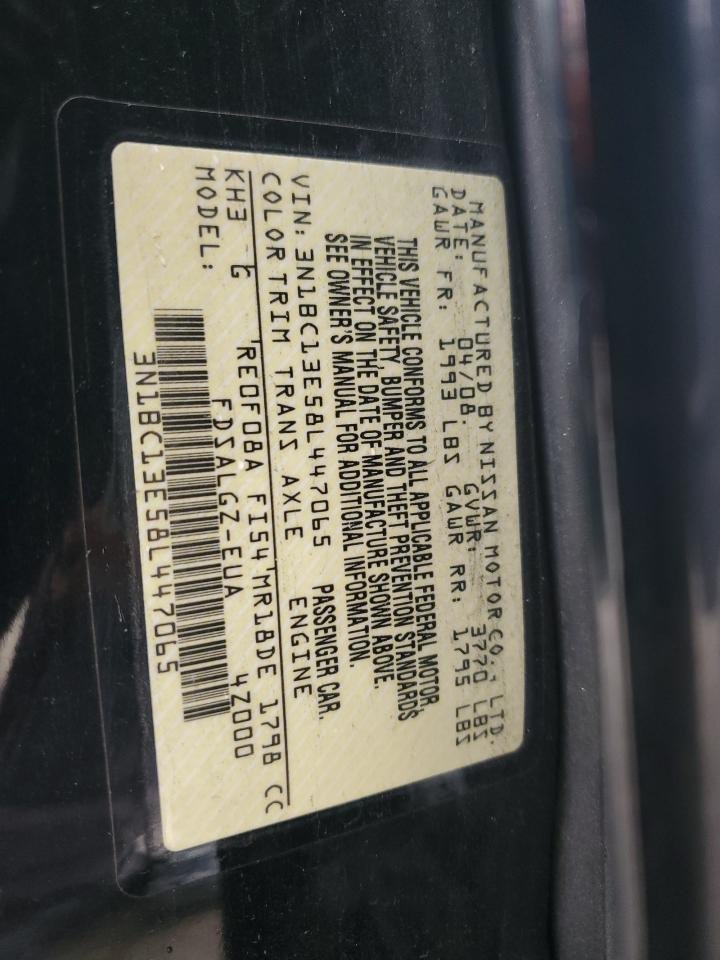 MANUFACTURED BY NISSAN MOTOR CO., LTD.
DATE: 04/08. GVWR: 3770 LBS
GAWR FR: 1993 LBS GAWR RR: 1795 LBS
THIS VEHICLE CONFORMS TO ALL APPLICABLE FEDERAL MOTOR
VEHICLE SAFETY, BUMPER AND THEFT PREVENTION STANDARDS
IN EFFECT ON THE DATE OF MANUFACTURE SHOWN ABOVE.
SEE OWNER'S MANUAL FOR ADDITIONAL INFORMATION.
VIN: 3N1BC13E58L447065 PASSENGER CAR.
COLOR TRIM TRANS AXLE ENGINE
KH3 G RE0F08A FI54 MR18DE 1798 CC
MODEL: FDSALGZ-EUA 4Z000
3N1BC13E58L447065